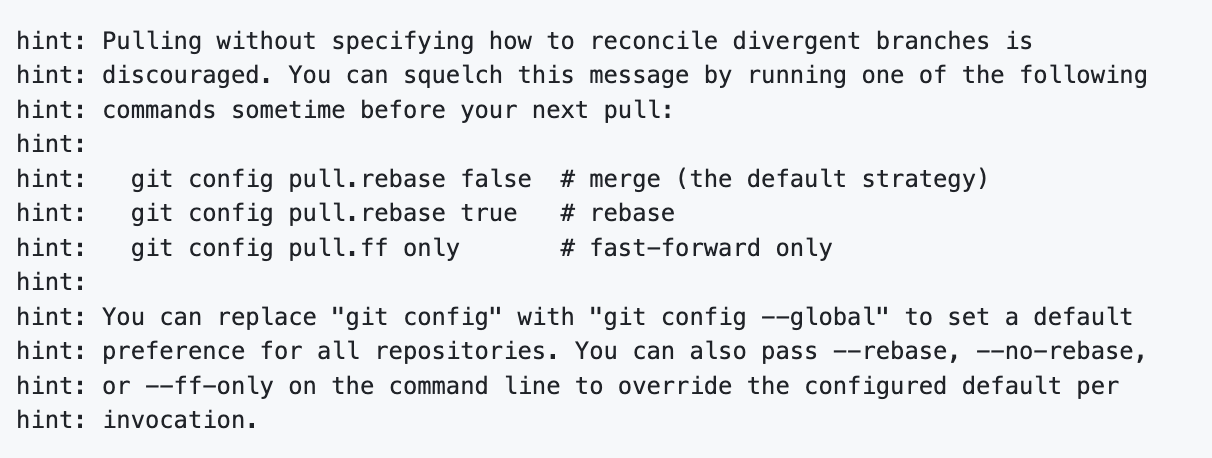 hint: Pulling without specifying how to reconcile divergent branches is
hint: discouraged. You can squelch this message by running one of the following
hint: commands sometime before your next pull:
hint:
hint:   git config pull.rebase false  # merge (the default strategy)
hint:   git config pull.rebase true   # rebase
hint:   git config pull.ff only       # fast-forward only
hint:
hint: You can replace "git config" with "git config --global" to set a default
hint: preference for all repositories. You can also pass --rebase, --no-rebase,
hint: or --ff-only on the command line to override the configured default per
hint: invocation.